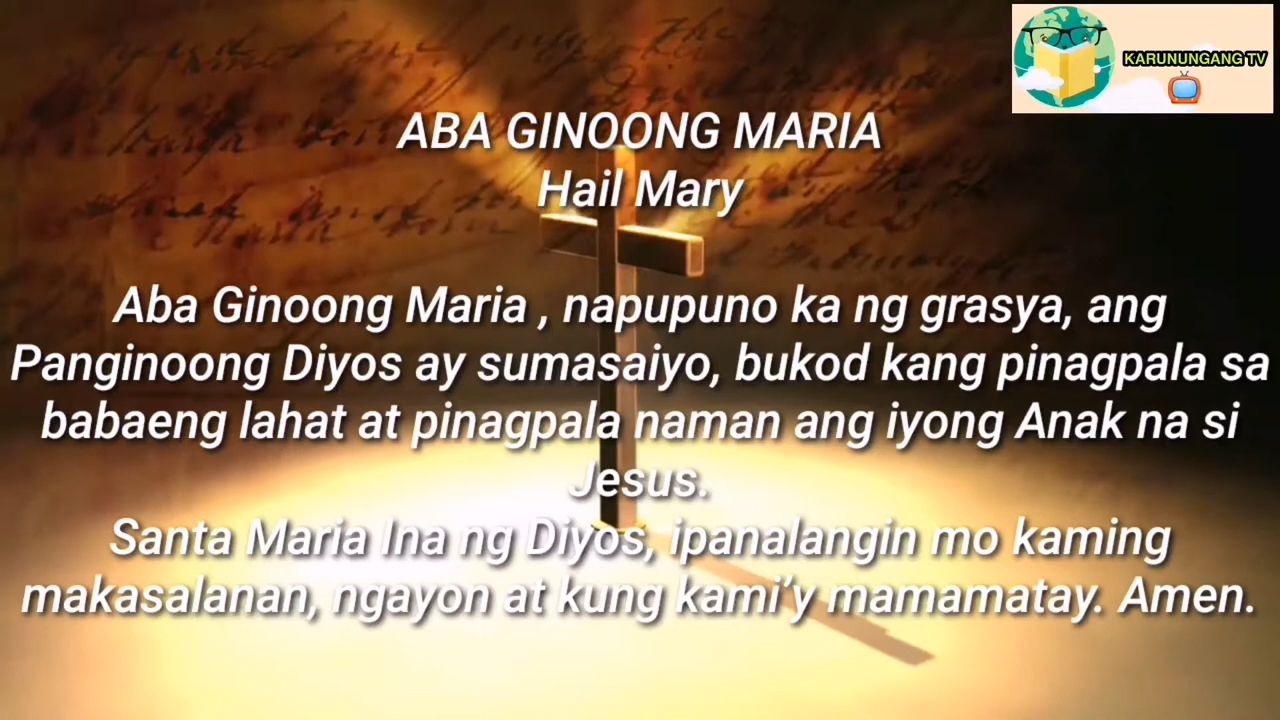 KARUNUNGANG TV
ABA GINOONG MARIA
Hail Mary
Aba Ginoong Maria , napupuno ka ng grasya, ang
Panginoong Diyos ay sumasaiyo, bukod kang pinagpala sa
babaeng lahat at pinagpala naman ang iyong Anak na si
Jesus.
Santa Maria Ina ng Diyos, ipanalangin mo kaming
makasalanan, ngayon at kung kami’y mamamatay. Amen.